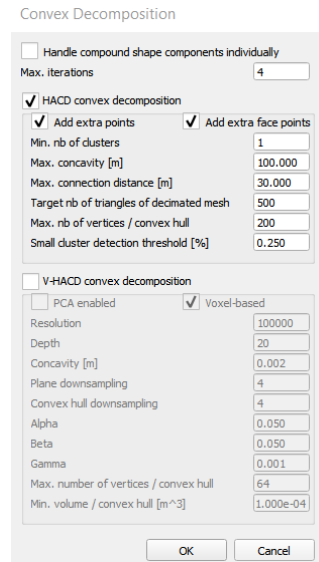 Convex Decomposition
Handle compound shape components individually
Max. iterations 4
HACD convex decomposition
Add extra points Add extra face points
Min. nb of clusters 1
Max. concavity [m] 100.000
Max. connection distance [m] 30.000
Target nb of triangles of decimated mesh 500
Max. nb of vertices / convex hull 200
Small cluster detection threshold [%] 0.250
V-HACD convex decomposition
PCA enabled Voxel-based
Resolution 100000
Depth 20
Concavity [m] 0.002
Plane downsampling 4
Convex hull downsampling 4
Alpha 0.050
Beta 0.050
Gamma 0.001
Max. number of vertices / convex hull 64
Min. volume / convex hull [m^3] 1.000e-04
OK Cancel